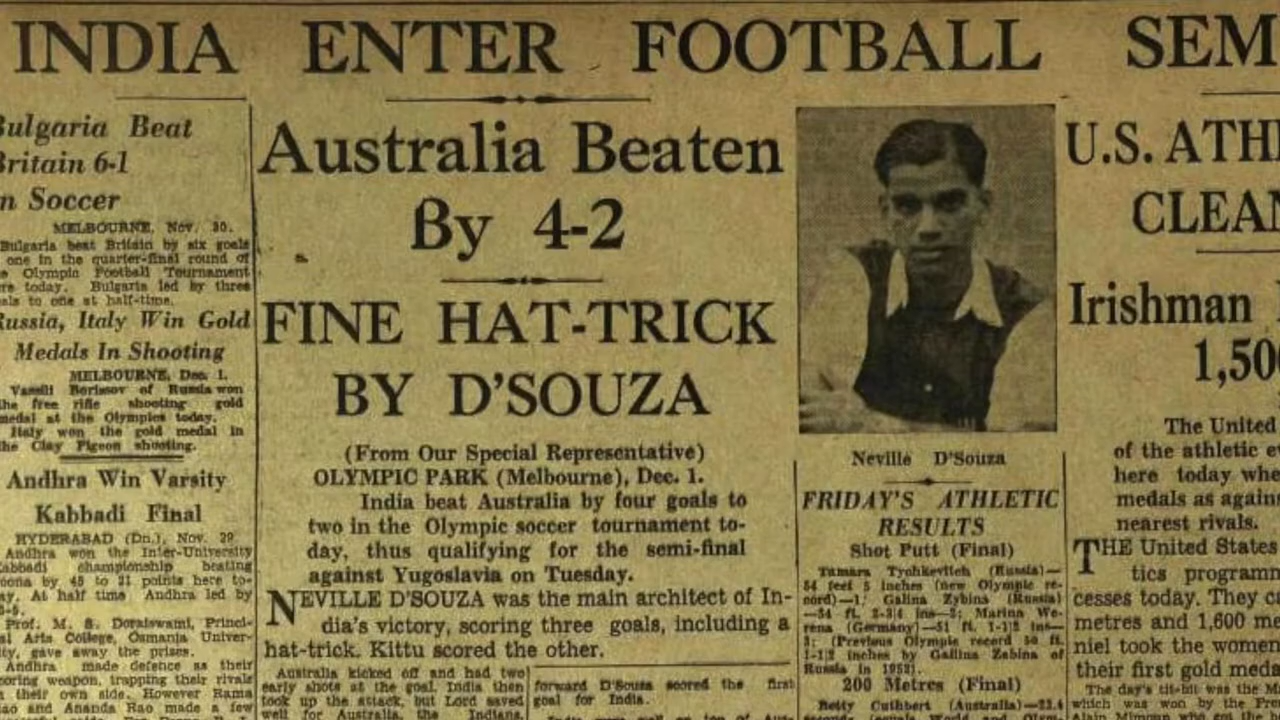 INDIA ENTER FOOTBALL SEM
Bulgaria Beat
Britain 6-1
In Soccer
MELBOURNE, Nov. 30.
Bulgaria beat Britain by six goals
one in the quarter-final round of
Olympic Football Tournament
today. Bulgaria led by three
to one at half-time.
Russia, Italy Win Gold
Medals In Shooting
MELBOURNE, Dec. 1.
Vassili Borissov of Russia won
the free rifle shooting gold
medal at the Olympics today.
Italy won the gold medal in
the Clay Pigeon shooting.
Andhra Win Varsity
Kabbadi Final
HYDERABAD (Dn.), Nov. 29
Andhra won the Inter-University
Kabbadi championship beating
by 45 to 21 points here to-
At half time Andhra led by
Prof. M. S. Doraiswami, Princi-
Arts College, Osmania Univer-
gave away the prizes.
Andhra made defence as their
weapon, trapping their rivals
their own side. However Rama
and Ananda Rao made a few
Australia Beaten
By 4-2
FINE HAT-TRICK
BY D'SOUZA
(From Our Special Representative)
OLYMPIC PARK (Melbourne), Dec. 1.
India beat Australia by four goals to
two in the Olympic soccer tournament to-
day, thus qualifying for the semi-final
against Yugoslavia on Tuesday.
NEVILLE D'SOUZA was the main architect of In-
dia's victory, scoring three goals, including a
hat-trick. Kittu scored the other.
Australia kicked off and had two
early shots at the goal. India then
took up the attack, but Lord saved
well for Australia, the Indians,
forward D'Souza scored the first
goal for India.
Neville D'Souza
FRIDAY'S ATHLETIC
RESULTS
Shot Putt (Final)
Tamara Tyshkevitch (Russia)—
54 feet 5 inches (new Olympic re-
cord)—1; Galina Zybina (Russia)
—54 ft. 2-3|4 ins—2; Marina We-
rena (Germany)—51 ft. 1-1|2 ins—
3; (Previous Olympic record 50 ft.
1-1|2 inches by Gallina Zabina of
Russia in 1952).
200 Metres (Final)
Betty Cuthbert (Australia)—23.4
U.S. ATH
CLEAN
Irishman
1,50
The United
of the athletic
here today
medals as
nearest rivals.
THE United States
tics
cesses today. They
metres and 1,600
niel took the
their first gold
The day's tit-bit was the
which was won by the